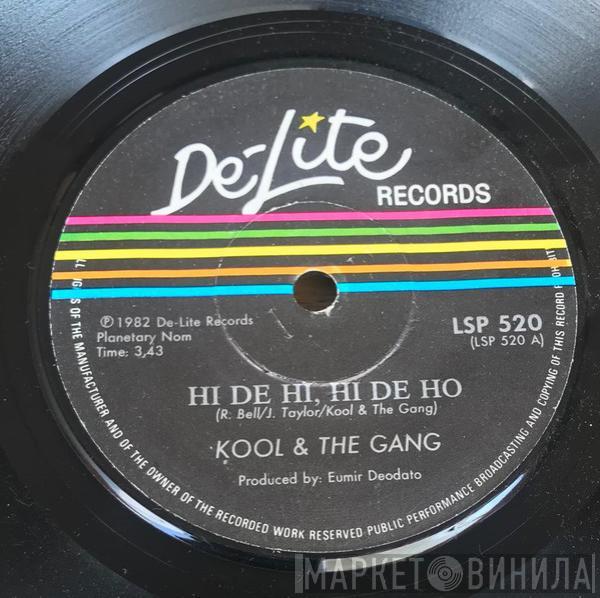 De-Lite
RECORDS
℗ 1982 De-Lite Records
Planetary Nom
Time: 3,43
LSP 520
(LSP 520 A)
HI DE HI, HI DE HO
(R. Bell/J. Taylor/Kool & The Gang)
KOOL & THE GANG
Produced by: Eumir Deodato
OF THE MANUFACTURER AND OF THE OWNER OF THE RECORDED WORK RESERVED PUBLIC PERFORMANCE BROADCASTING AND COPYING OF THIS RECORD
МАРКЕТ ВИНИЛА